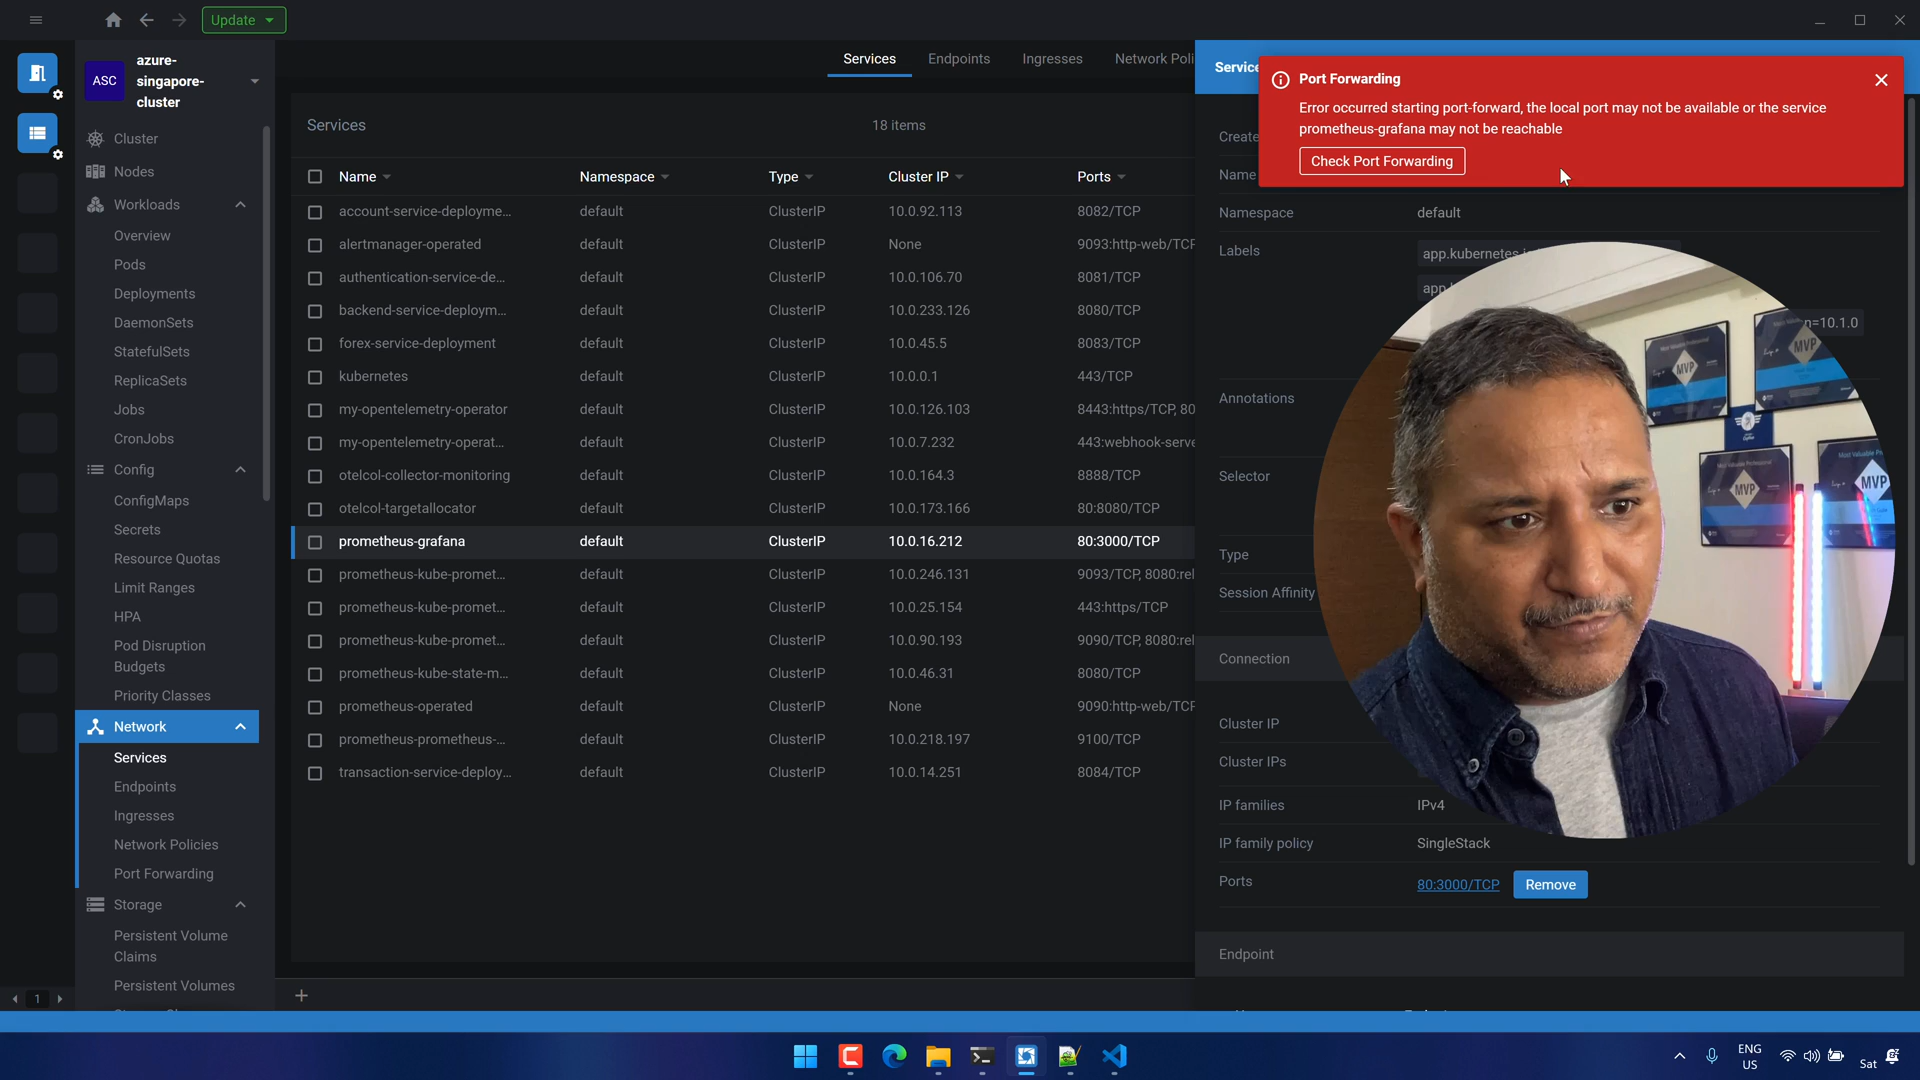 Update
ASC
azure-
singapore-
cluster
Cluster
Nodes
Workloads
Overview
Pods
Deployments
DaemonSets
StatefulSets
ReplicaSets
Jobs
CronJobs
Config
ConfigMaps
Secrets
Resource Quotas
Limit Ranges
HPA
Pod Disruption
Budgets
Priority Classes
Network
Services
Endpoints
Ingresses
Network Policies
Port Forwarding
Storage
Persistent Volume
Claims
Persistent Volumes
1
Services Endpoints Ingresses Network Poli
Services 18 items
Name Namespace Type Cluster IP Ports
account-service-deployme... default ClusterIP 10.0.92.113 8082/TCP
alertmanager-operated default ClusterIP None 9093:http-web/TCP
authentication-service-de... default ClusterIP 10.0.106.70 8081/TCP
backend-service-deploym... default ClusterIP 10.0.233.126 8080/TCP
forex-service-deployment default ClusterIP 10.0.45.5 8083/TCP
kubernetes default ClusterIP 10.0.0.1 443/TCP
my-opentelemetry-operator default ClusterIP 10.0.126.103 8443:https/TCP, 80
my-opentelemetry-operat... default ClusterIP 10.0.7.232 443:webhook-serve
otelcol-collector-monitoring default ClusterIP 10.0.164.3 8888/TCP
otelcol-targetallocator default ClusterIP 10.0.173.166 80:8080/TCP
prometheus-grafana default ClusterIP 10.0.16.212 80:3000/TCP
prometheus-kube-promet... default ClusterIP 10.0.246.131 9093/TCP, 8080:rel
prometheus-kube-promet... default ClusterIP 10.0.25.154 443:https/TCP
prometheus-kube-promet... default ClusterIP 10.0.90.193 9090/TCP, 8080:rel
prometheus-kube-state-m... default ClusterIP 10.0.46.31 8080/TCP
prometheus-operated default ClusterIP None 9090:http-web/TCP
prometheus-prometheus-... default ClusterIP 10.0.218.197 9100/TCP
transaction-service-deploy... default ClusterIP 10.0.14.251 8084/TCP
Service
Port Forwarding
Error occurred starting port-forward, the local port may not be available or the service
prometheus-grafana may not be reachable
Check Port Forwarding
Create
Name
Namespace default
Labels app.kubernetes.i
app.
n=10.1.0
Annotations
Selector
Type
Session Affinity
Connection
Cluster IP
Cluster IPs
IP families IPv4
IP family policy SingleStack
Ports 80:3000/TCP Remove
Endpoint
MVP
MVP
MVP
MVP
ENG
US
Sat